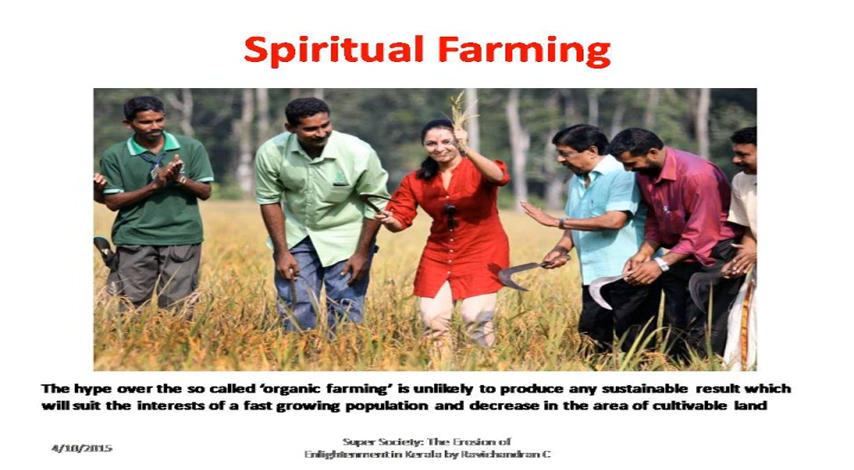 Spiritual Farming
The hype over the so called ‘organic farming’ is unlikely to produce any sustainable result which
will suit the interests of a fast growing population and decrease in the area of cultivable land
4/10/2015
Super Society: The Erosion of
Enlightenment in Kerala by Ravichandran C